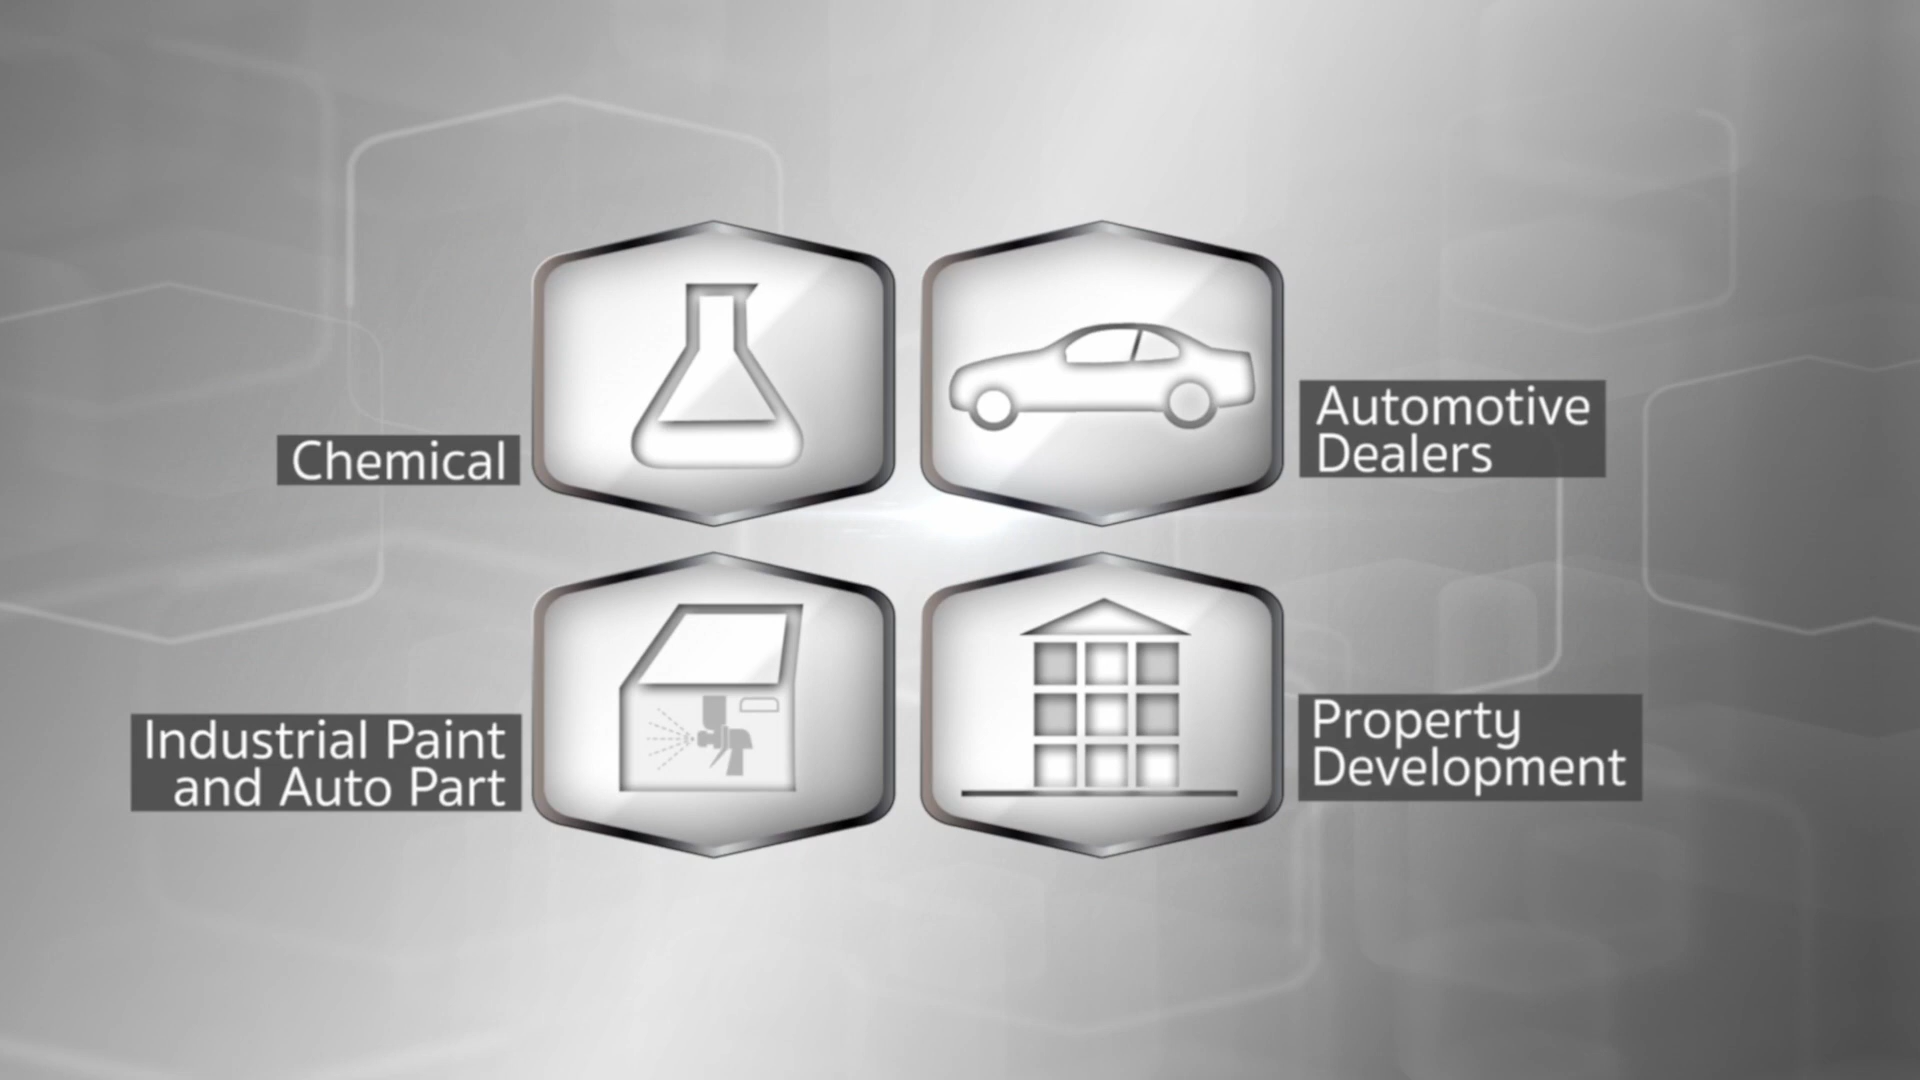 Chemical
Automotive
Dealers
Industrial Paint
and Auto Part
Property
Development